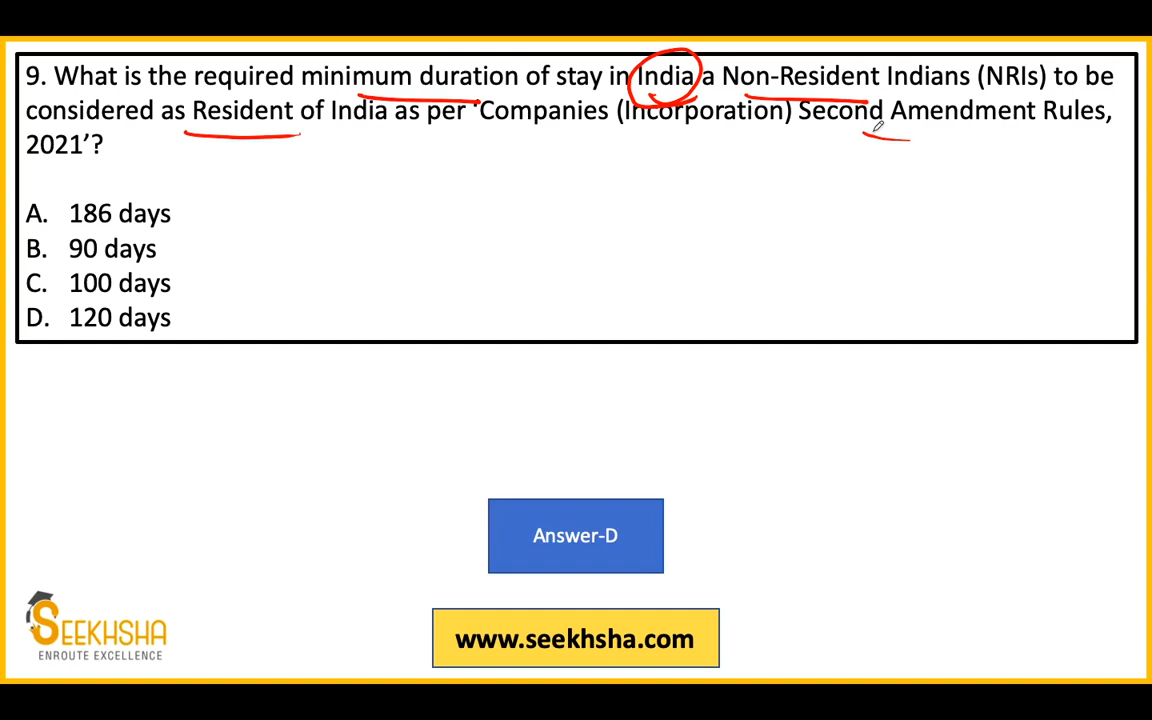 9. What is the required minimum duration of stay in India a Non-Resident Indians (NRIs) to be
considered as Resident of India as per 'Companies (Incorporation) Second Amendment Rules,
2021'?
A. 186 days
B. 90 days
C. 100 days
D. 120 days
Answer-D
SEEKHSHA
ENROUTE EXCELLENCE
www.seekhsha.com